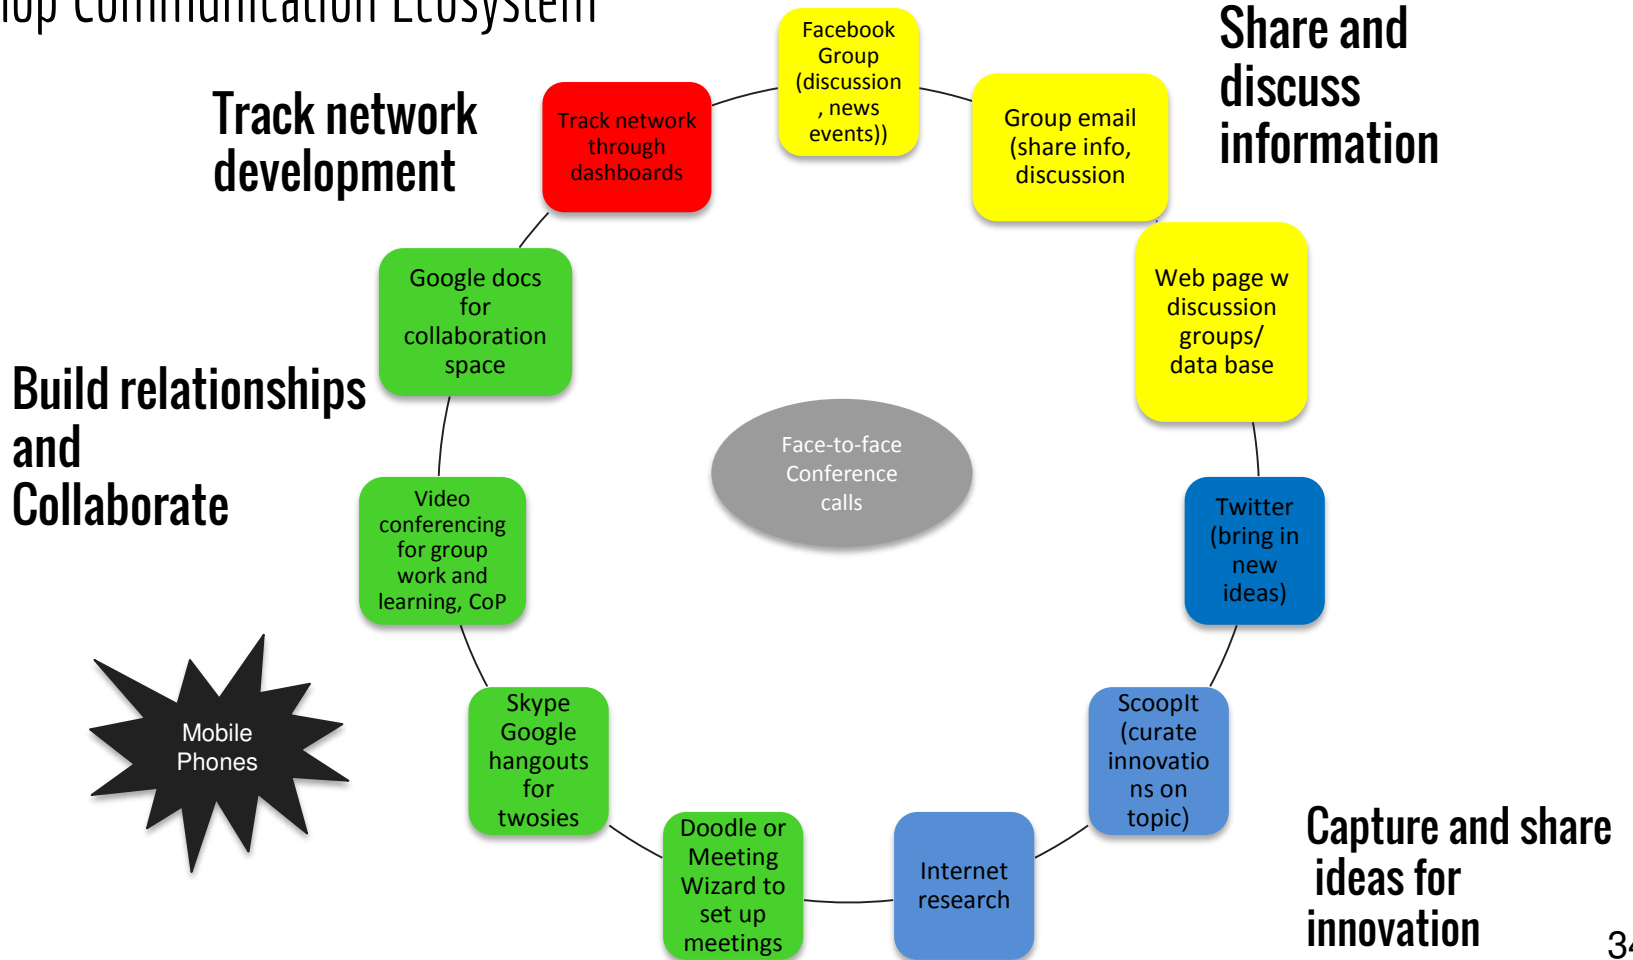 Communication Ecosystem
Track network
development
Track network
through
dashboards
Facebook
Group
(discussion
, news
events))
Group email
(share info,
discussion
Share and
discuss
information
Web page w
discussion
groups/
data base
Google docs
for
collaboration
space
Build relationships
and
Collaborate
Face-to-face
Conference
calls
Video
conferencing
for group
work and
learning, CoP
Twitter
(bring in
new
ideas)
Mobile
Phones
Skype
Google
hangouts
for
twosies
ScoopIt
(curate
innovatio
ns on
topic)
Doodle or
Meeting
Wizard to
set up
meetings
Internet
research
Capture and share
ideas for
innovation
34